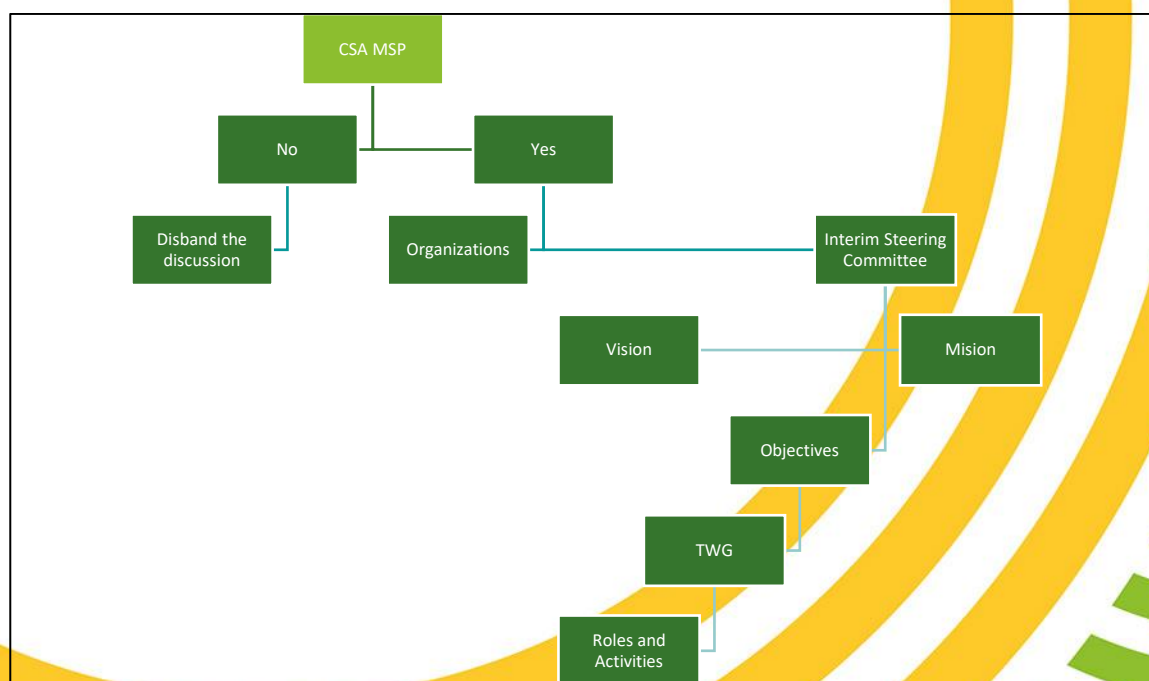 CSA MSP
No
Yes
Disband the
discussion
Organizations
Interim Steering
Committee
Vision
Mision
Objectives
TWG
Roles and
Activities